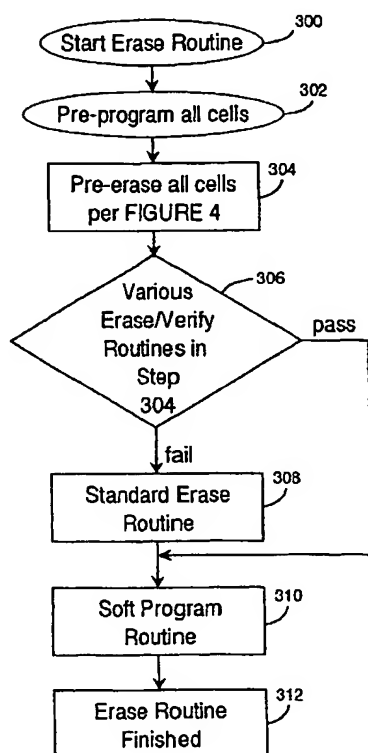 300
Start Erase Routine
302
Pre-program all cells
304
Pre-erase all cells
per FIGURE 4
306
Various
Erase/Verify
Routines in
Step
304
pass
fail
308
Standard Erase
Routine
310
Soft Program
Routine
312
Erase Routine
Finished